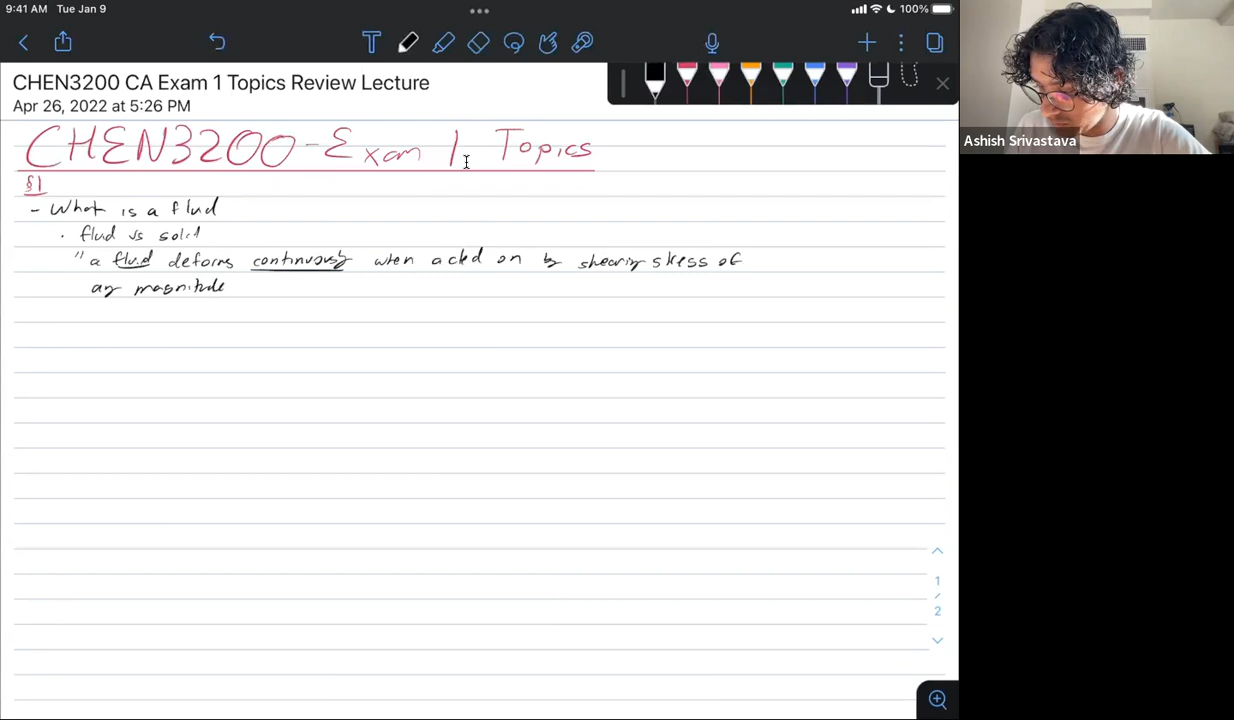 9:41 AM Tue Jan 9
100%
CHEN3200 CA Exam 1 Topics Review Lecture
Apr 26, 2022 at 5:26 PM
Ashish Srivastava
CHEN3200 - Exam 1 Topics
§1
- What is a fluid
· fluid vs solid
"a fluid deforms continuously when acted on by shearing stress of
any magnitude
1
2